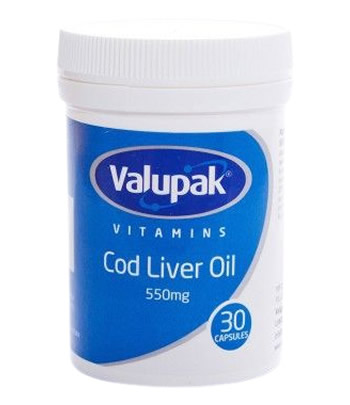 Valupak®
VITAMINS
Cod Liver Oil
550mg
30
CAPSULES